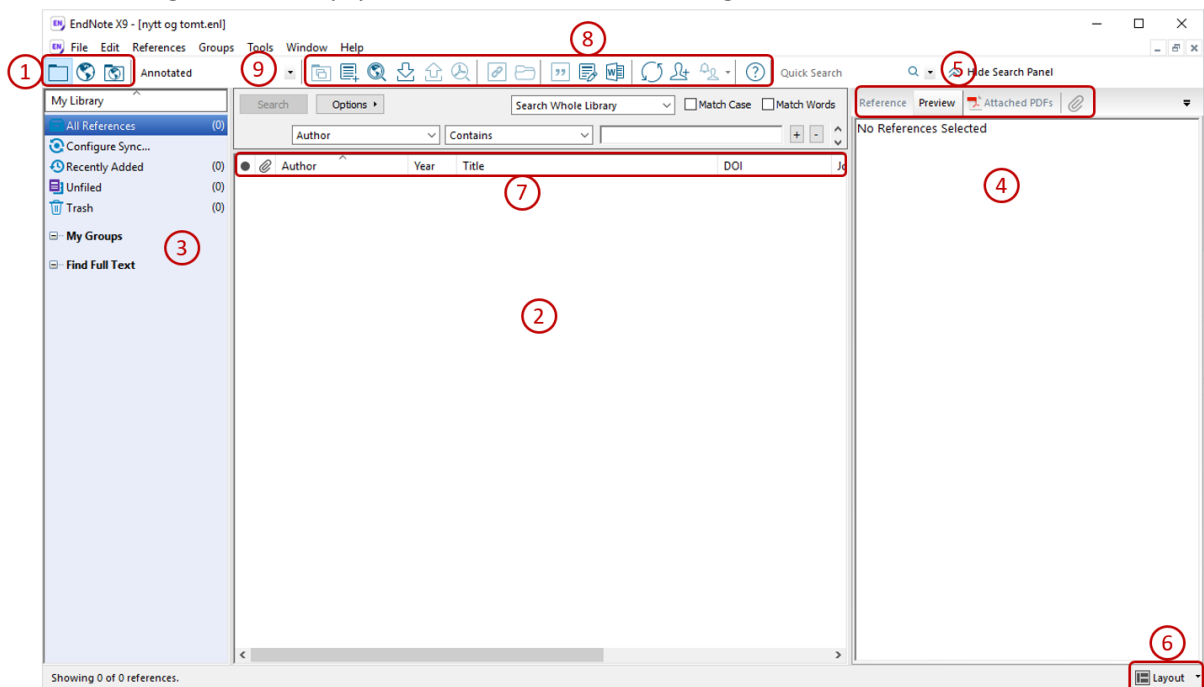 EndNote X9 - [nytt og tomt.enl]
File Edit References Groups Tools Window Help
8
1
Annotated
9
Quick Search
5
Hide Search Panel
My Library
Search Options Search Whole Library Match Case Match Words
Reference Preview Attached PDFs
All References (0)
Author Contains + -
No References Selected
Configure Sync...
Recently Added (0)
Author Year Title DOI Jo
Unfiled (0)
7
4
Trash (0)
My Groups
3
Find Full Text
2
6
Showing 0 of 0 references.
Layout